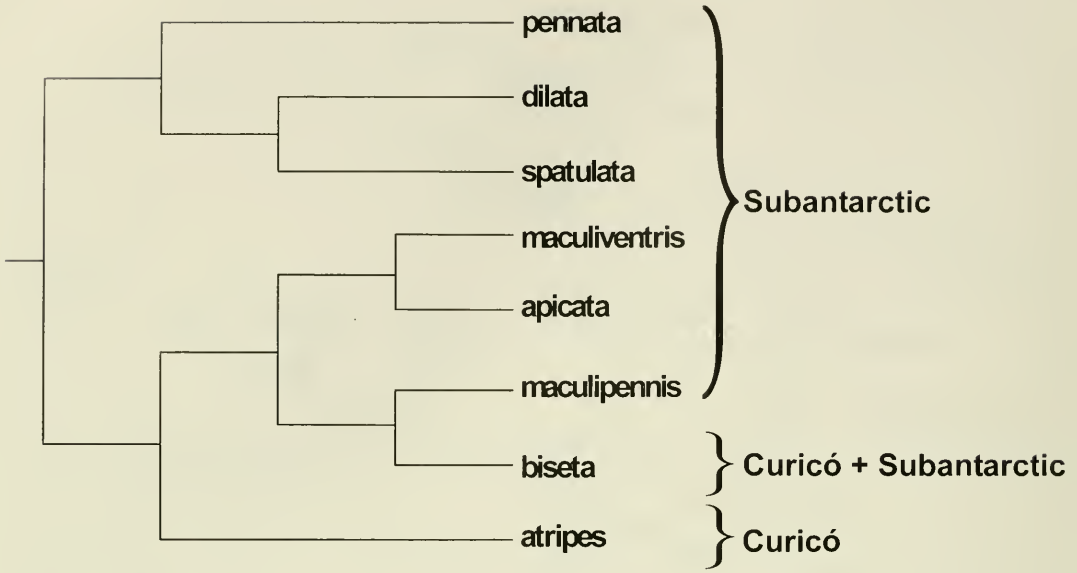 pennata
dilata
spatulata
Subantarctic
maculiventris
apicata
maculipennis
biseta
Curicó + Subantarctic
atripes
Curicó